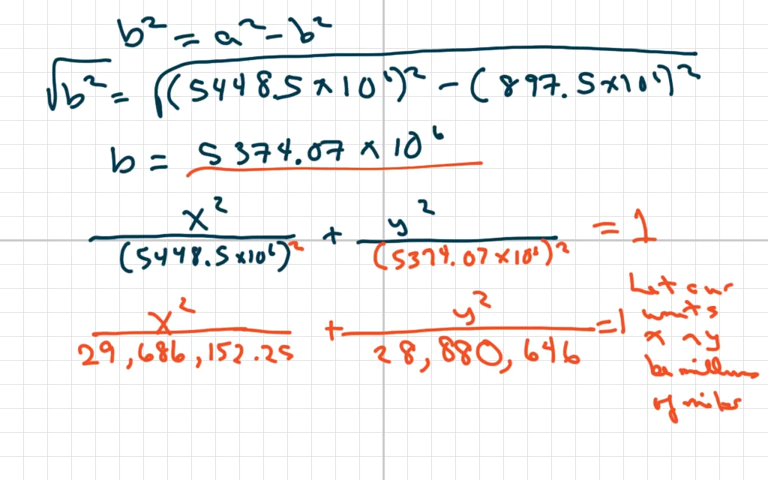 b² = a² - b²
√b² = √(5448.5 × 10⁶)² - (897.5 × 10⁶)²
b = 5374.07 × 10⁶
x² / (5448.5 × 10⁶)² + y² / (5374.07 × 10⁶)² = 1
x² / 29,686,152.25 + y² / 28,880,646 = 1
Let our
units
x ∧ y
be millions
of miles